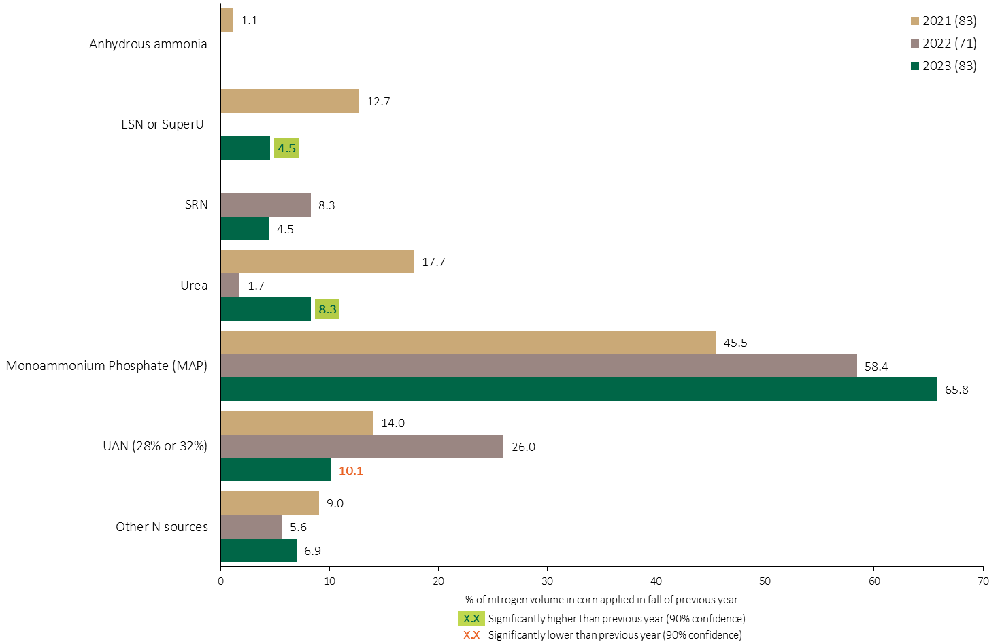 2021 (83)
2022 (71)
2023 (83)
Anhydrous ammonia
1.1
ESN or SuperU
12.7
4.5
SRN
8.3
4.5
Urea
17.7
1.7
8.3
Monoammonium Phosphate (MAP)
45.5
58.4
65.8
UAN (28% or 32%)
14.0
26.0
10.1
Other N sources
9.0
5.6
6.9
0 10 20 30 40 50 60 70
% of nitrogen volume in corn applied in fall of previous year
X.X Significantly higher than previous year (90% confidence)
X.X Significantly lower than previous year (90% confidence)